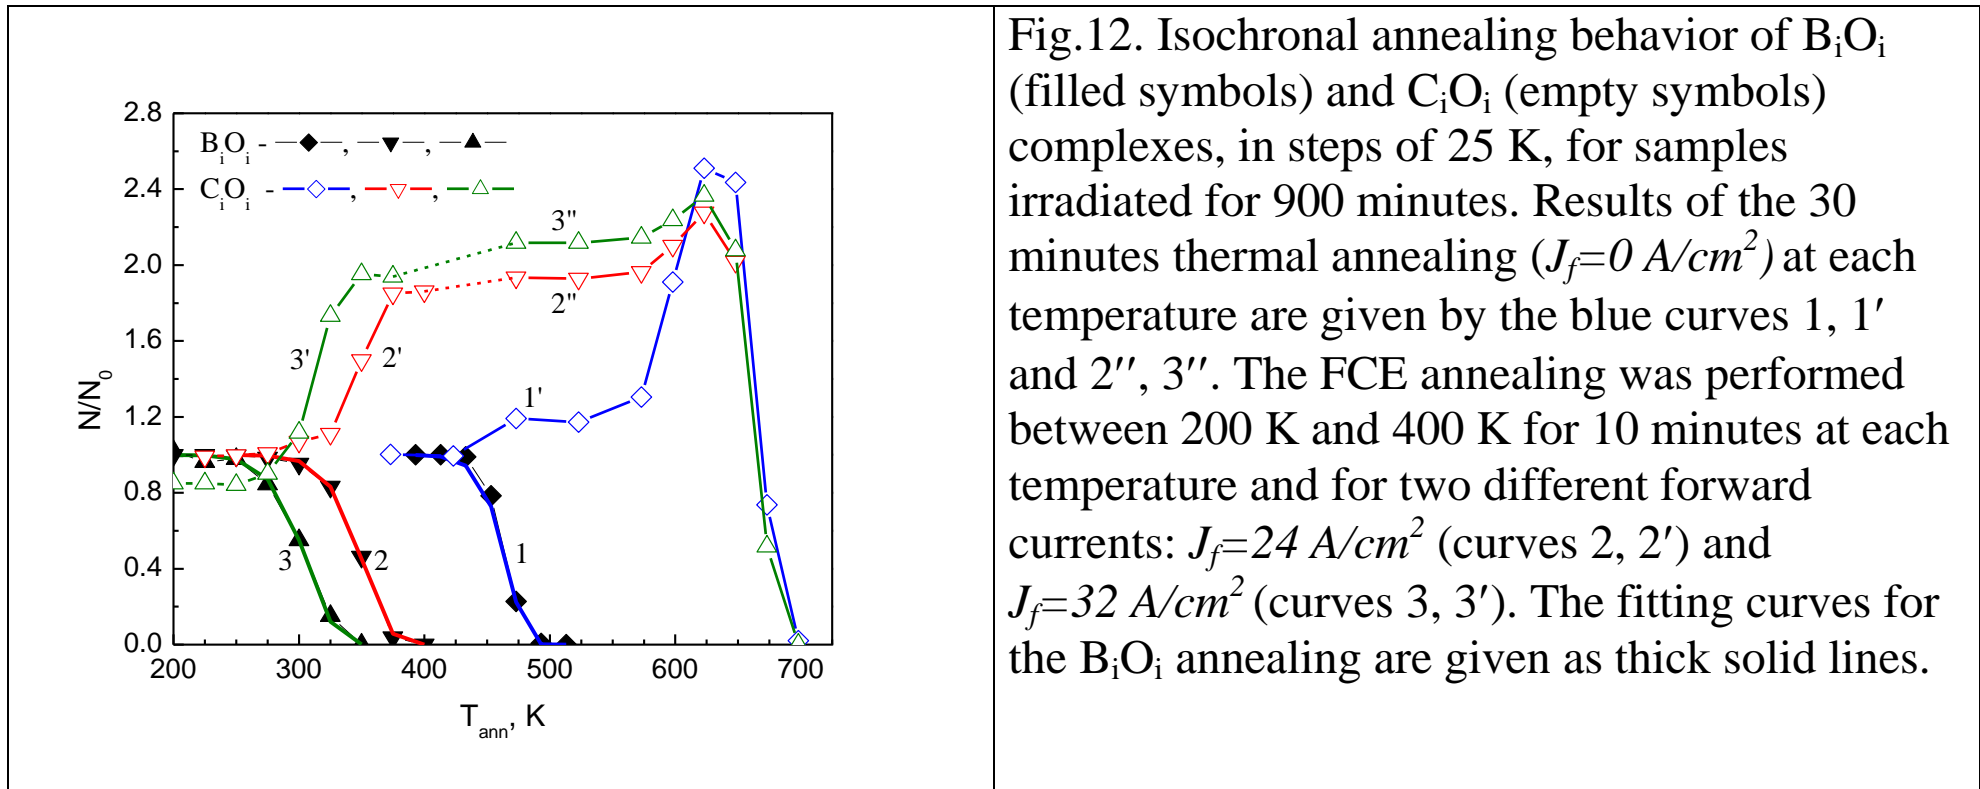 2.8
2.4
2.0
1.6
1.2
0.8
0.4
0.0
N/N₀
BᵢOᵢ - , ,
CᵢOᵢ - , ,
3''
2''
3'
2'
1'
3
2
1
200 300 400 500 600 700
Tₐₙₙ, K
Fig.12. Isochronal annealing behavior of BᵢOᵢ
(filled symbols) and CᵢOᵢ (empty symbols)
complexes, in steps of 25 K, for samples
irradiated for 900 minutes. Results of the 30
minutes thermal annealing (J_f=0 A/cm²) at each
temperature are given by the blue curves 1, 1′
and 2′′, 3′′. The FCE annealing was performed
between 200 K and 400 K for 10 minutes at each
temperature and for two different forward
currents: J_f=24 A/cm² (curves 2, 2′) and
J_f=32 A/cm² (curves 3, 3′). The fitting curves for
the BᵢOᵢ annealing are given as thick solid lines.